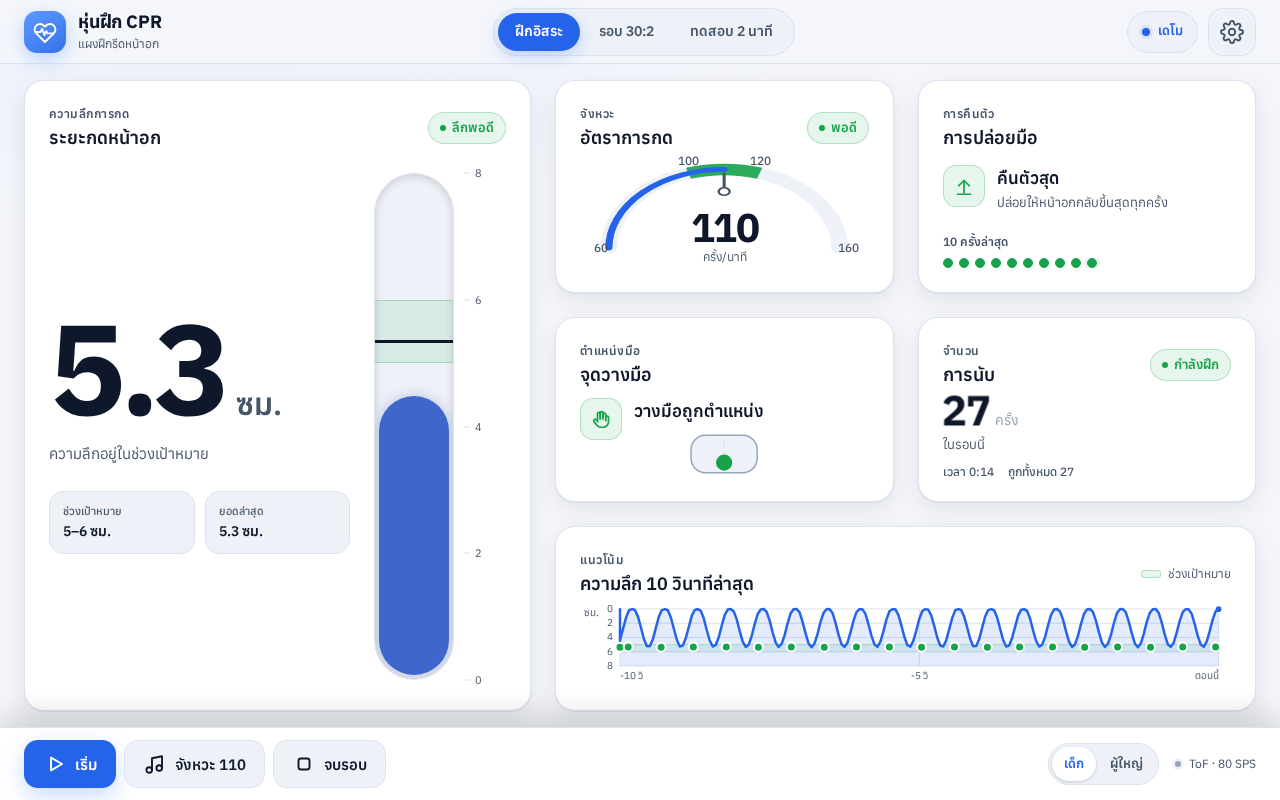 หุ่นฝึก CPR
แผงฝึกรีดหน้าอก
ฝึกอิสระ
รอบ 30:2
ทดสอบ 2 นาที
เดโม
ความลึกการกด
ระยะกดหน้าอก
ลึกพอดี
8
6
4
2
0
5.3 ซม.
ความลึกอยู่ในช่วงเป้าหมาย
ช่วงเป้าหมาย
5–6 ซม.
ยอดล่าสุด
5.3 ซม.
จังหวะ
อัตราการกด
พอดี
100
120
60
160
110
ครั้ง/นาที
การคืนตัว
การปล่อยมือ
คืนตัวสุด
ปล่อยให้หน้าอกกลับขึ้นสุดทุกครั้ง
10 ครั้งล่าสุด
ตำแหน่งมือ
จุดวางมือ
วางมือถูกตำแหน่ง
จำนวน
การนับ
กำลังฝึก
27 ครั้ง
ในรอบนี้
เวลา 0:14 ถูกทั้งหมด 27
แนวโน้ม
ความลึก 10 วินาทีล่าสุด
ช่วงเป้าหมาย
ซม.
0
2
4
6
8
-10 วิ
-5 วิ
ตอนนี้
เริ่ม
จังหวะ 110
จบรอบ
เด็ก
ผู้ใหญ่
ToF · 80 SPS